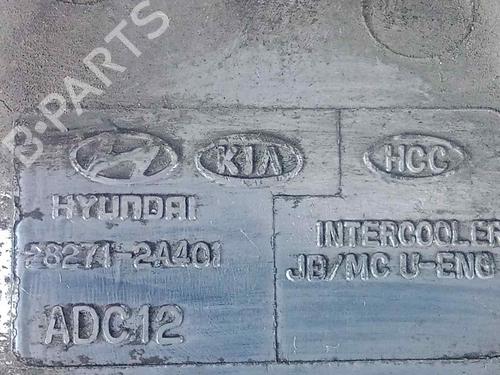 B-PARTS
KIA
HCC
HYUNDAI
28271-2A401
ADC12
INTERCOOLER
JB/MC U-ENG